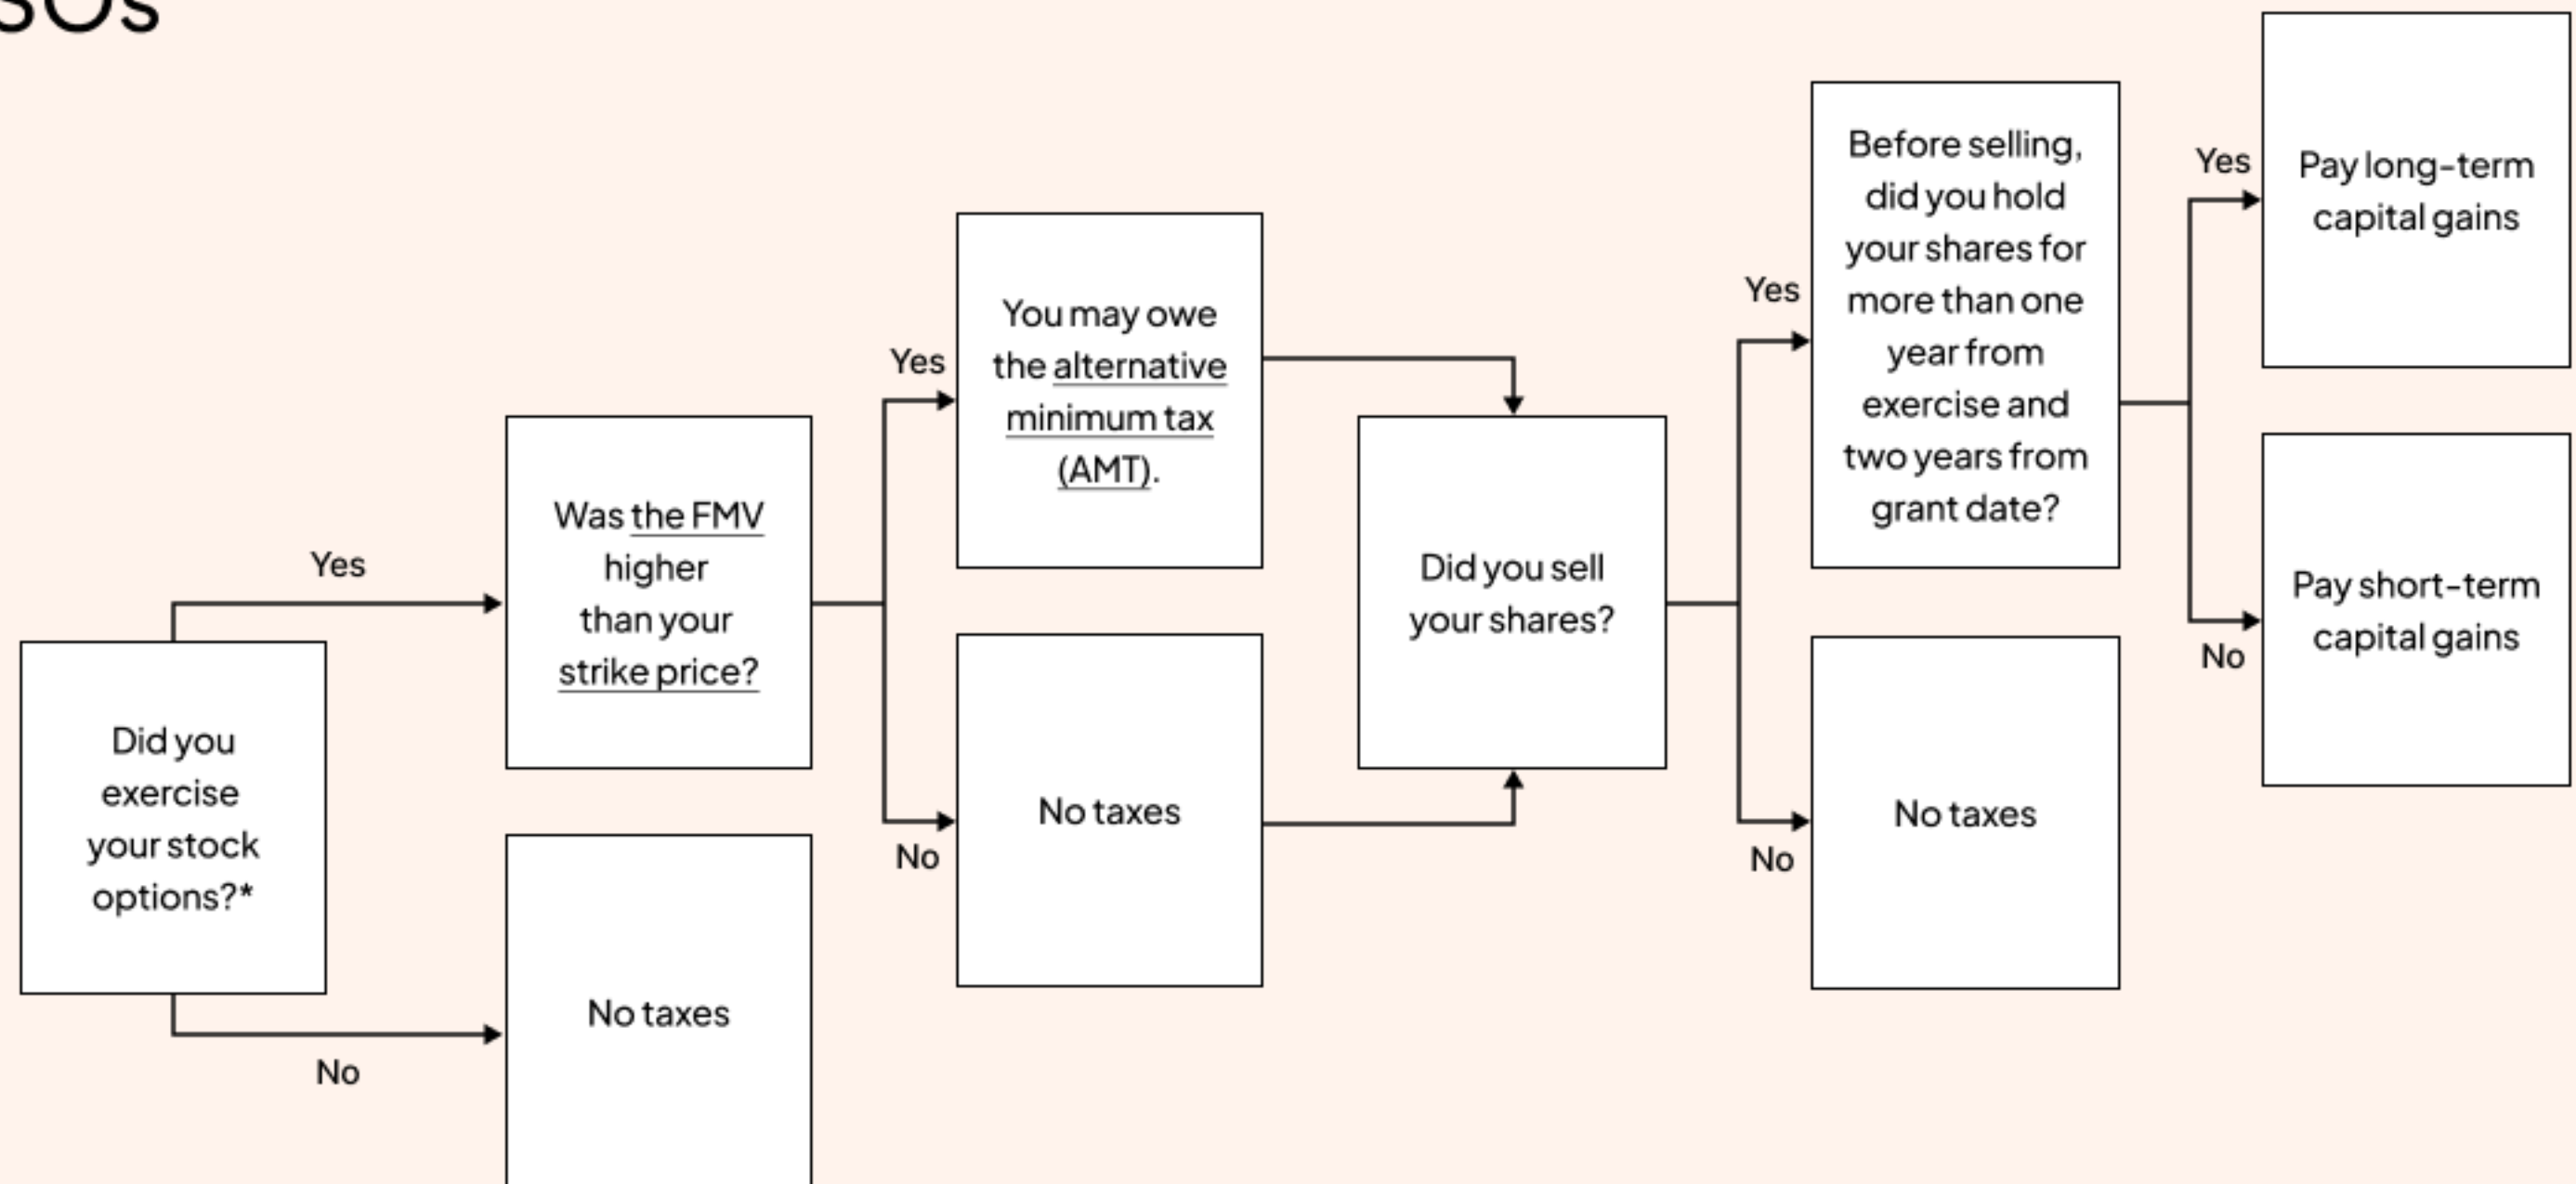 SOs
Did you
exercise
your stock
options?*
Yes
No
Was the FMV
higher
than your
strike price?
No taxes
Yes
No
You may owe
the alternative
minimum tax
(AMT).
No taxes
Did you sell
your shares?
Yes
No
Before selling,
did you hold
your shares for
more than one
year from
exercise and
two years from
grant date?
No taxes
Yes
No
Pay long-term
capital gains
Pay short-term
capital gains